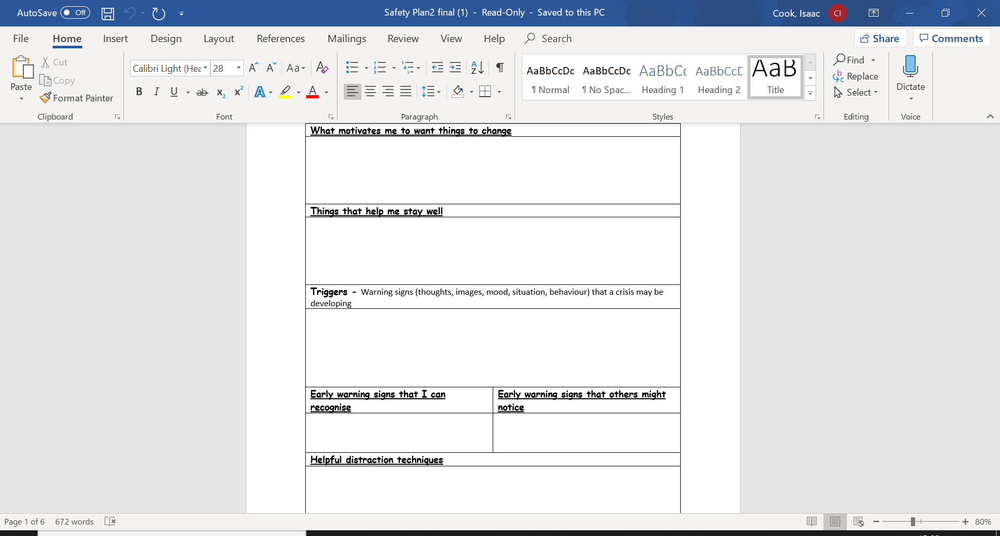 AutoSave Off Safety Plan2 final (1) - Read-Only - Saved to this PC Cook, Isaac CI
File Home Insert Design Layout References Mailings Review View Help Search Share Comments
Paste
Cut
Copy
Format Painter
Clipboard
Calibri Light (Hea 28 Aa
Font
Paragraph
AaBbCcDc AaBbCcDc AaBbCc AaBbCcD AaB
¶ Normal ¶ No Spac... Heading 1 Heading 2 Title
Styles
Find
Replace
Select
Editing
Dictate
Voice
What motivates me to want things to change
Things that help me stay well
Triggers - Warning signs (thoughts, images, mood, situation, behaviour) that a crisis may be
developing
Early warning signs that I can
recognise
Early warning signs that others might
notice
Helpful distraction techniques
Page 1 of 6 672 words 80%